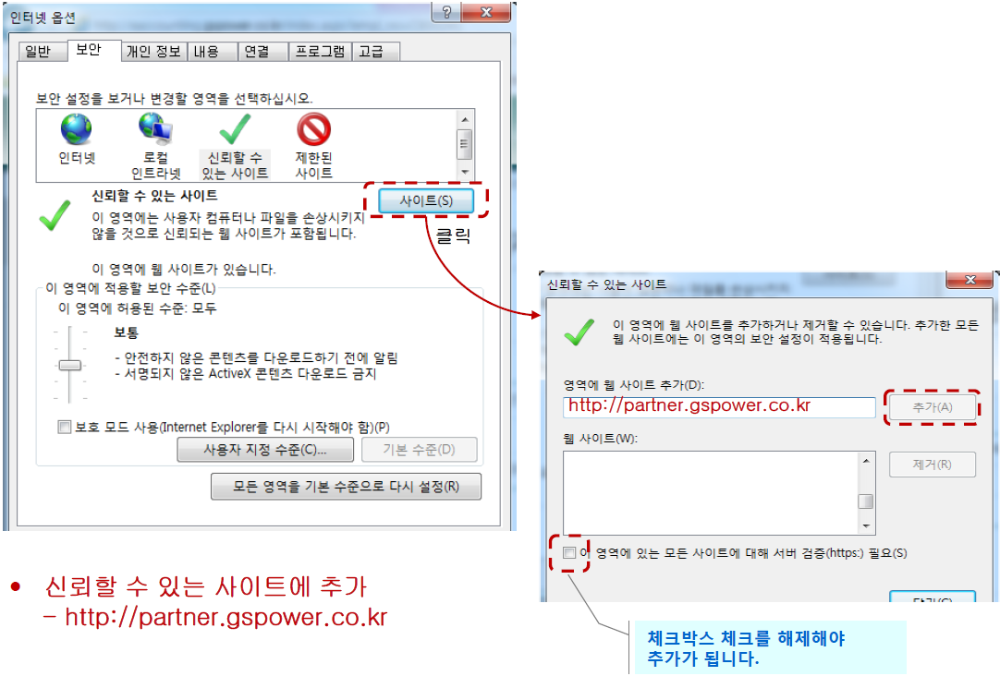 인터넷 옵션
일반 보안 개인 정보 내용 연결 프로그램 고급
보안 설정을 보거나 변경할 영역을 선택하십시오.
인터넷
로컬
인트라넷
신뢰할 수
있는 사이트
제한된
사이트
신뢰할 수 있는 사이트
사이트(S)
이 영역에는 사용자 컴퓨터나 파일을 손상시키지
않을 것으로 신뢰되는 웹 사이트가 포함됩니다.
클릭
이 영역에 웹 사이트가 있습니다.
이 영역에 적용할 보안 수준(L)
이 영역에 허용된 수준: 모두
보통
- 안전하지 않은 콘텐츠를 다운로드하기 전에 알림
- 서명되지 않은 ActiveX 콘텐츠 다운로드 금지
보호 모드 사용(Internet Explorer를 다시 시작해야 함)(P)
사용자 지정 수준(C)... 기본 수준(D)
모든 영역을 기본 수준으로 다시 설정(R)
신뢰할 수 있는 사이트
이 영역에 웹 사이트를 추가하거나 제거할 수 있습니다. 추가한 모든
웹 사이트에는 이 영역의 보안 설정이 적용됩니다.
영역에 웹 사이트 추가(D):
http://partner.gspower.co.kr 추가(A)
웹 사이트(W):
제거(R)
이 영역에 있는 모든 사이트에 대해 서버 검증(https:) 필요(S)
• 신뢰할 수 있는 사이트에 추가
– http://partner.gspower.co.kr
체크박스 체크를 해제해야
추가가 됩니다.